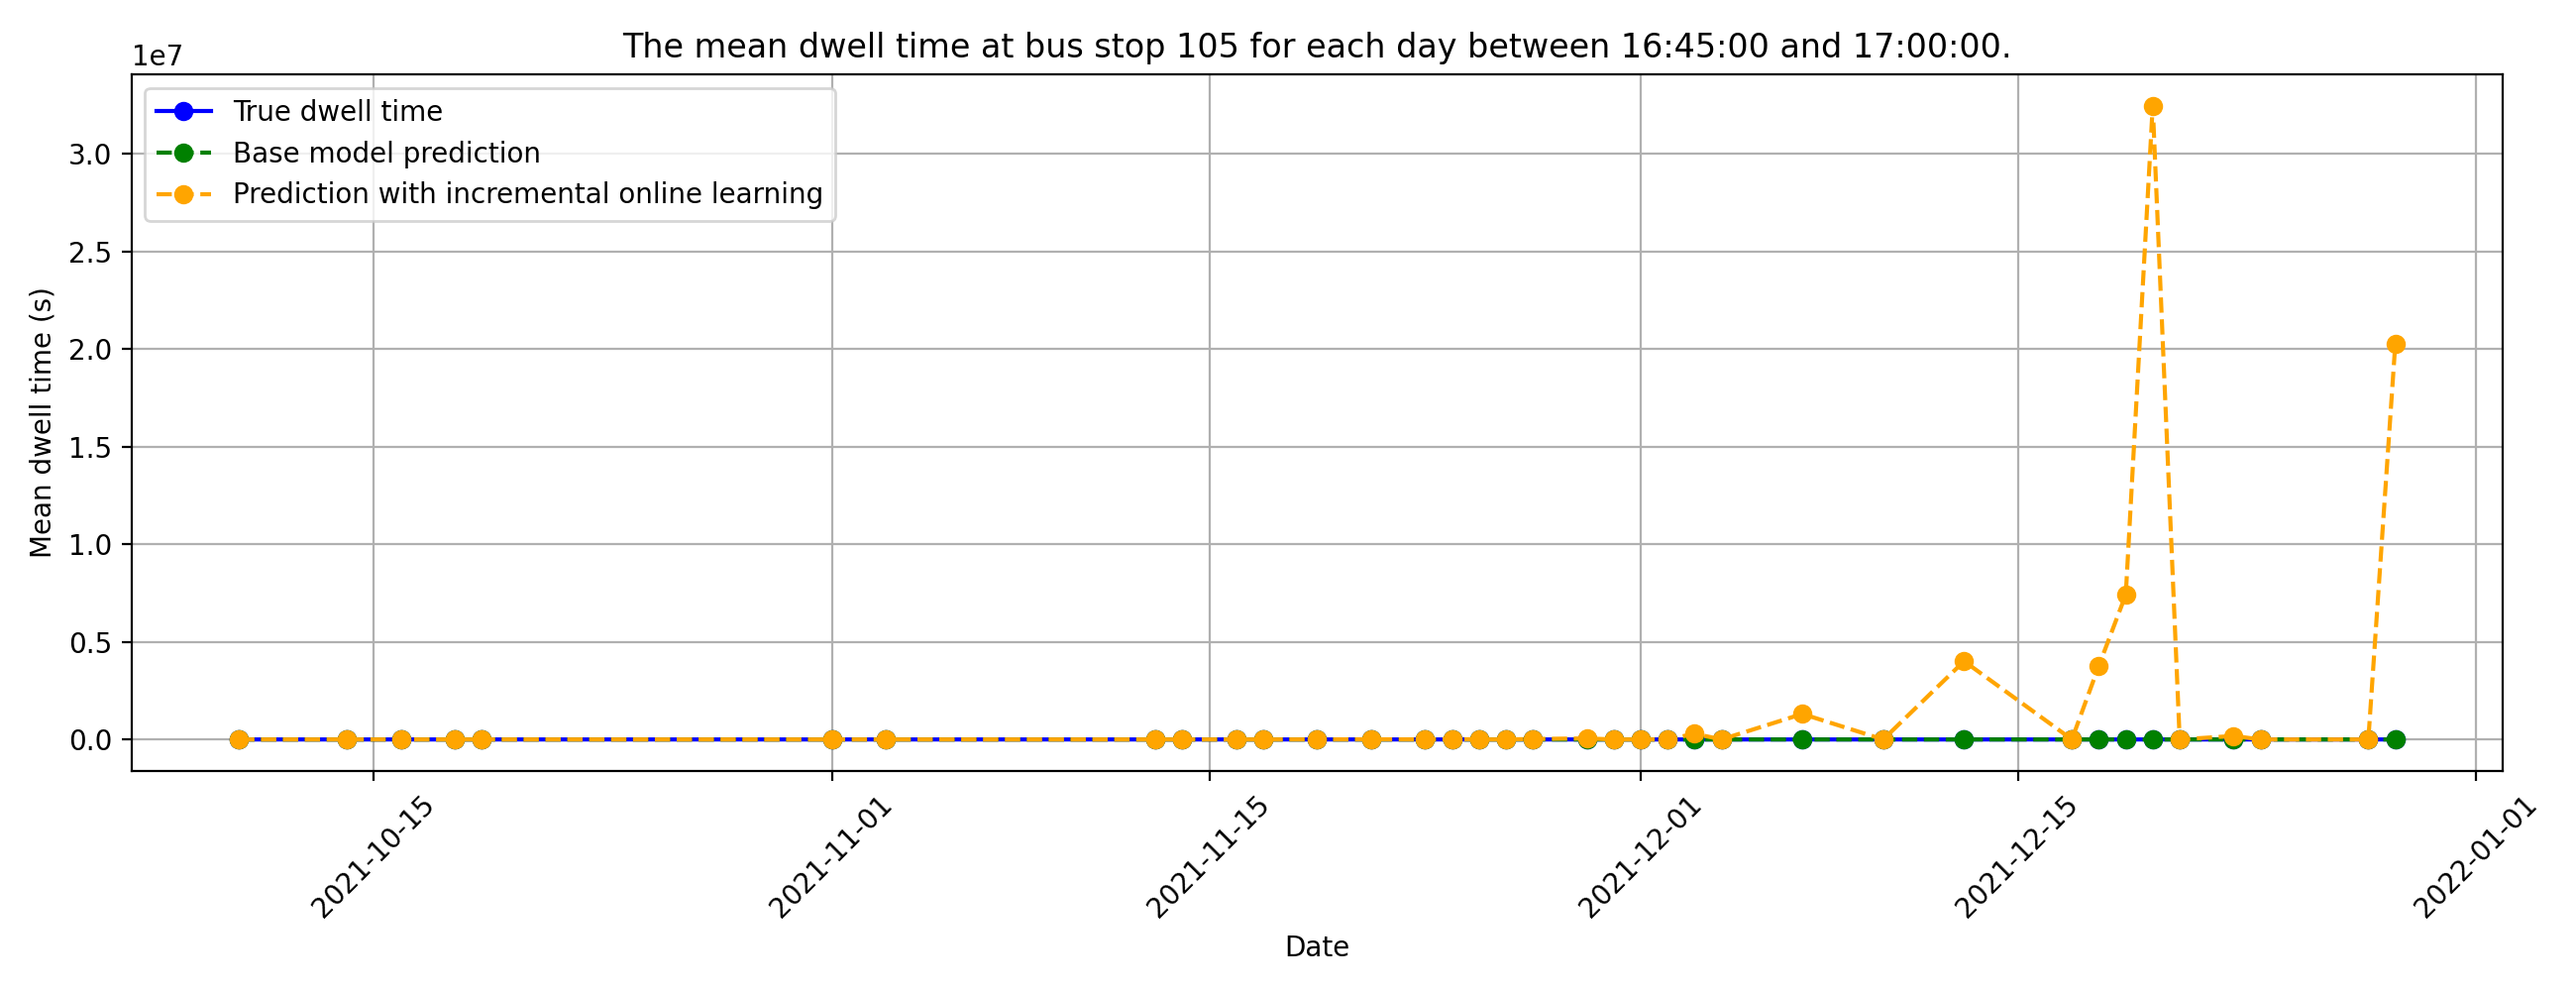 The mean dwell time at bus stop 105 for each day between 16:45:00 and 17:00:00.
1e7
True dwell time
Base model prediction
Prediction with incremental online learning
3.0
2.5
2.0
1.5
1.0
0.5
0.0
Mean dwell time (s)
2021-10-15
2021-11-01
2021-11-15
2021-12-01
2021-12-15
2022-01-01
Date